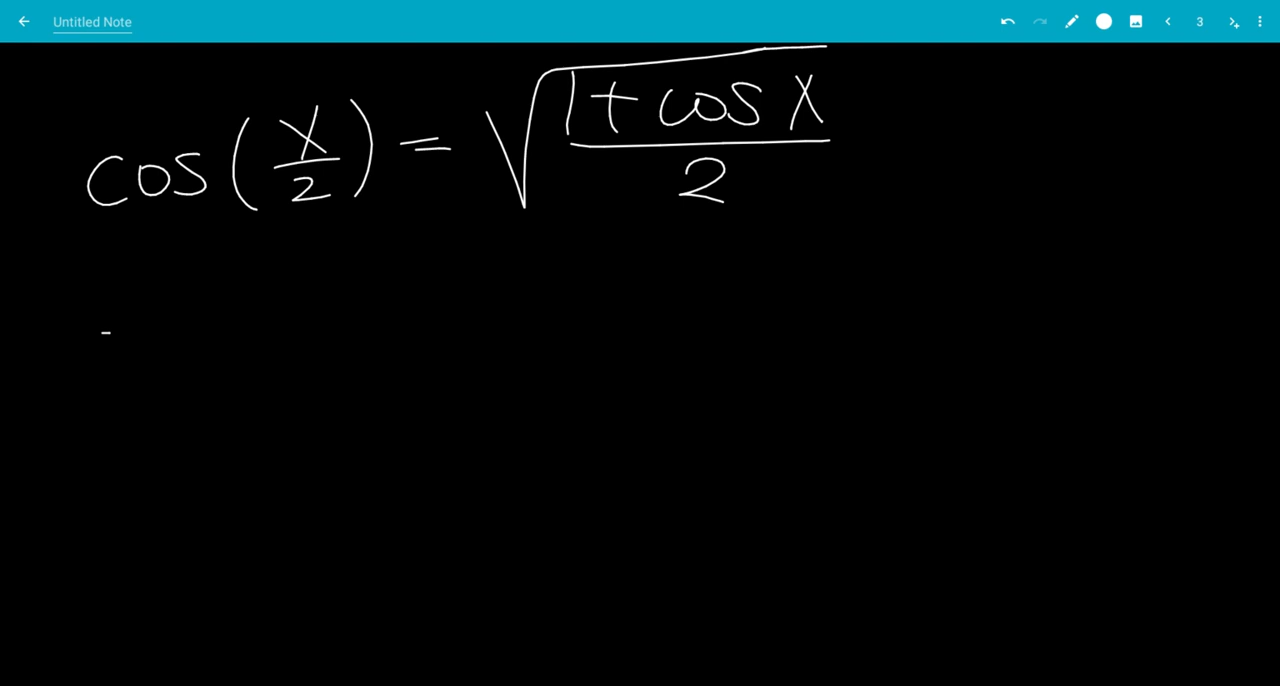 Untitled Note
3
cos(x/2) = √((1 + cos x)/2)
-